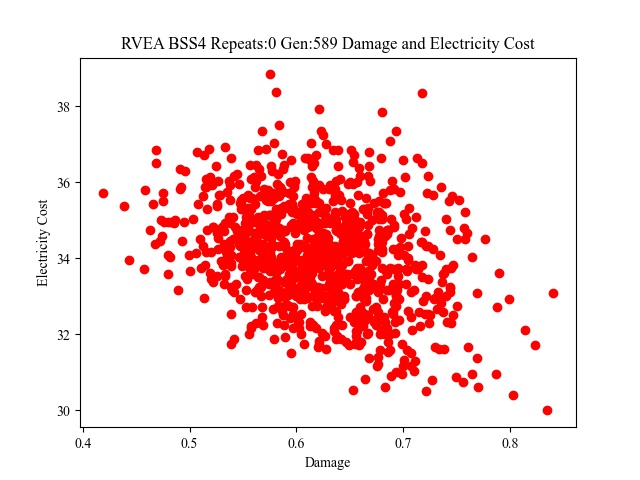 RVEA BSS4 Repeats:0 Gen:589 Damage and Electricity Cost
38
36
34
32
30
Electricity Cost
0.4 0.5 0.6 0.7 0.8
Damage